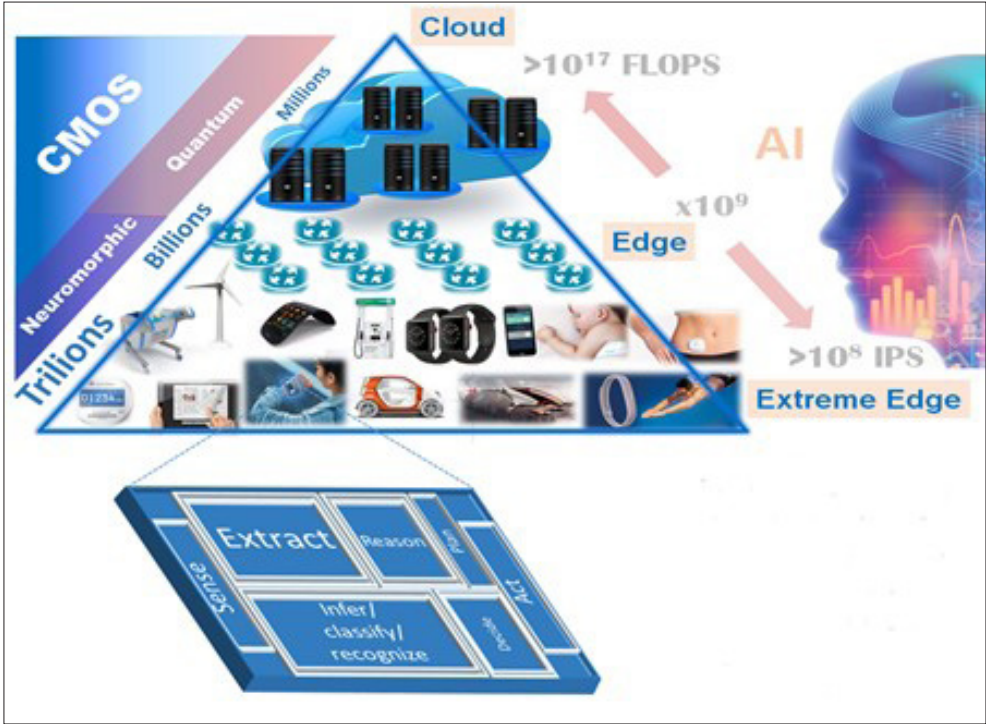 Cloud
>10¹⁷ FLOPS
CMOS
Quantum
Millions
AI
x10⁹
Neuromorphic
Billions
Edge
Trilions
>10⁸ IPS
01234
Extreme Edge
Sense
Extract
Reason
Plan
Act
Infer/
classify/
recognize
Decide